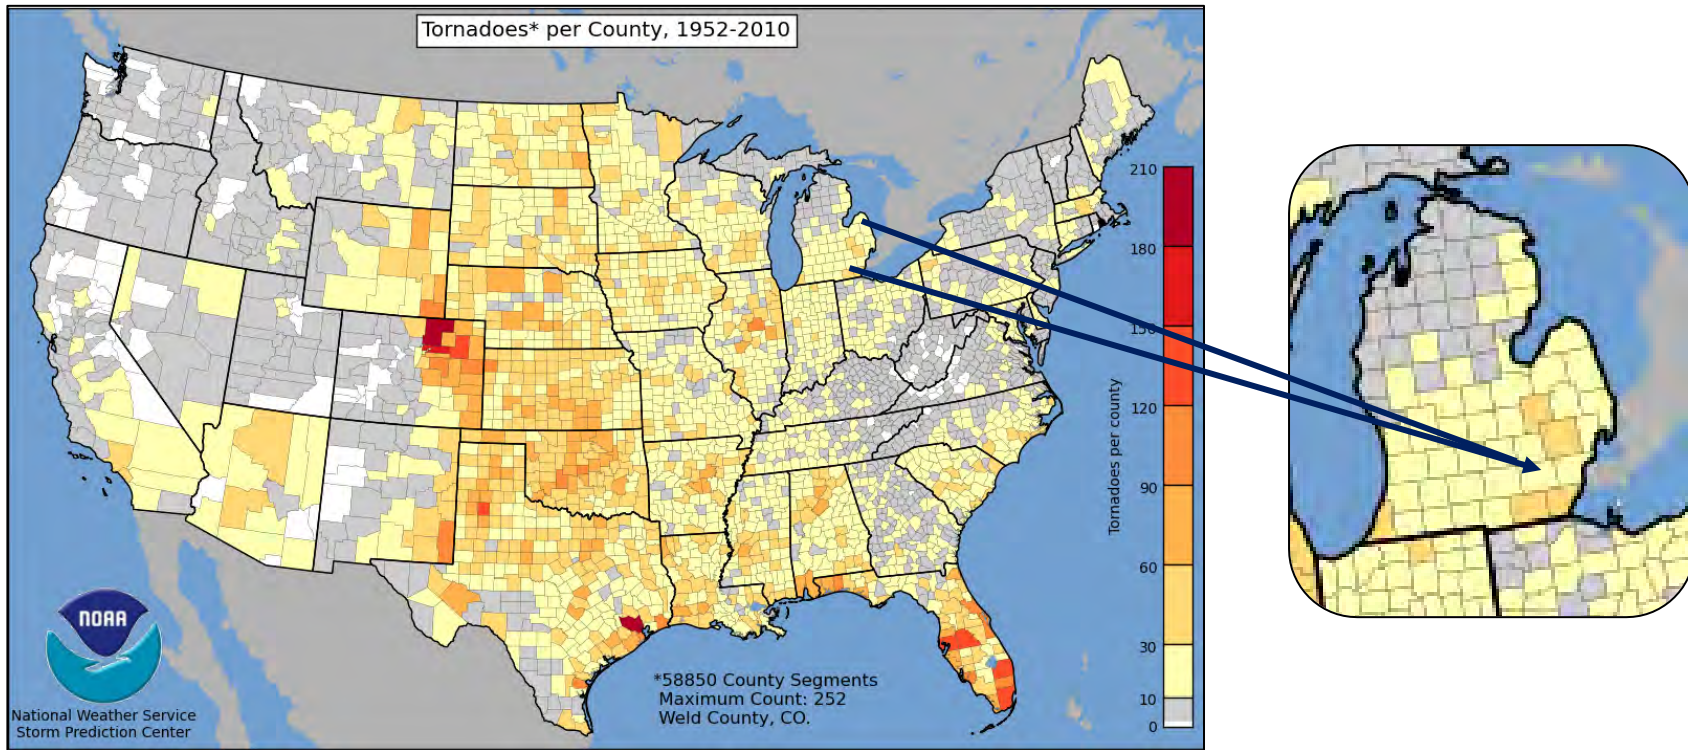 Tornadoes* per County, 1952-2010
210
180
150
120
90
60
30
10
0
Tornadoes per county
*58850 County Segments
Maximum Count: 252
Weld County, CO.
NOAA
National Weather Service
Storm Prediction Center